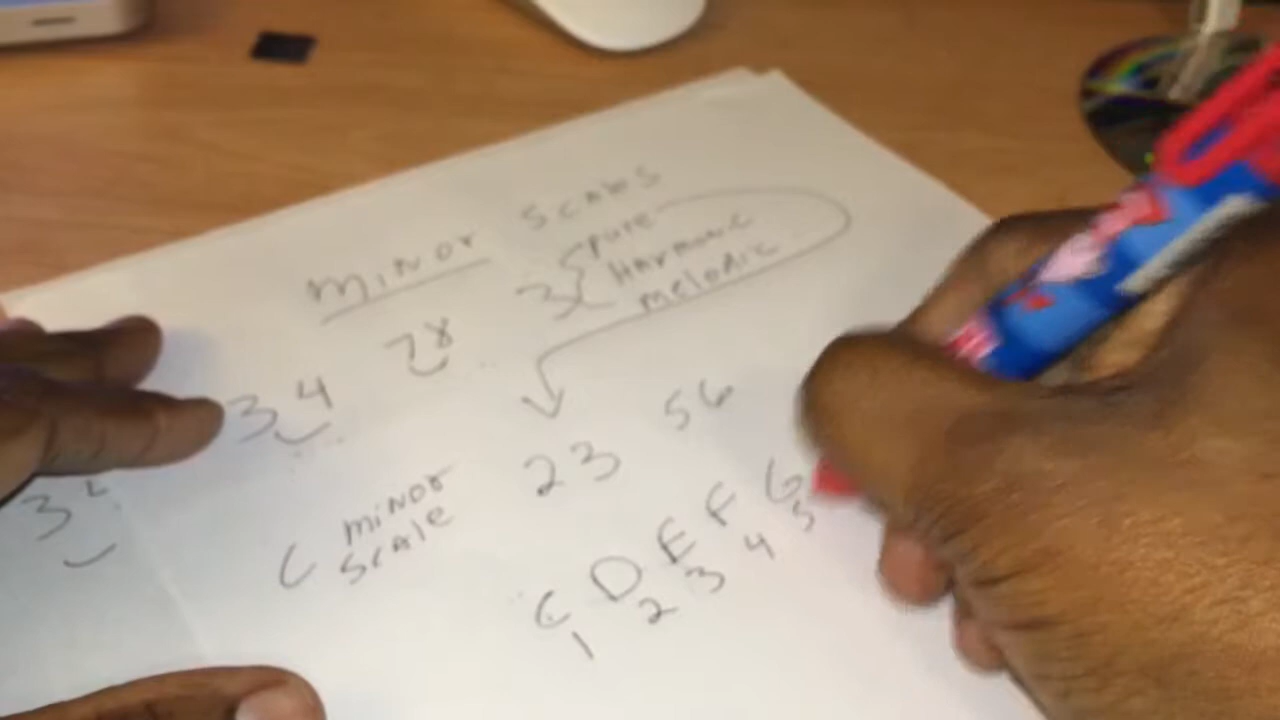 MINOR Scales
3 { pure
Harmonic
melodic
7 8
3 4
3
2 3 5 6
C minor
scale
C D E F G
1 2 3 4 5